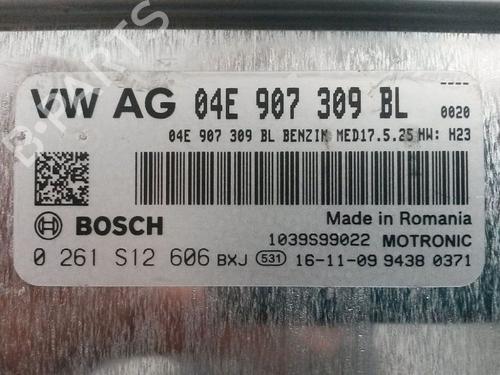 VW AG 04E 907 309 BL 0020
04E 907 309 BL BENZIN MED17.5.25 HW: H23
BOSCH
Made in Romania
1039S99022 MOTRONIC
0 261 S12 606 BXJ 531 16-11-09 9438 0371
B-PARTS